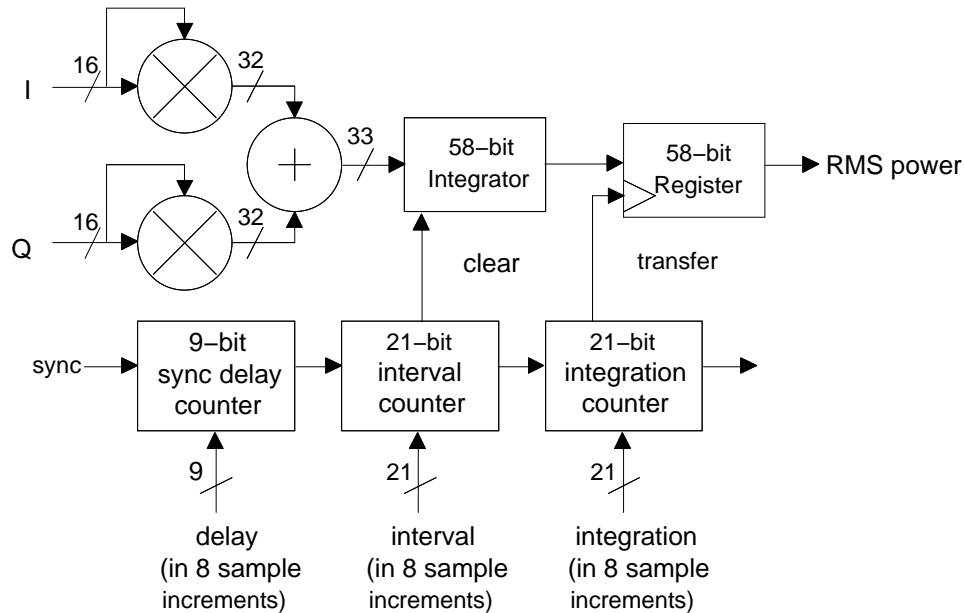 16
32
I
33
58−bit
Integrator
58−bit
Register
RMS power
16
32
Q
clear
transfer
sync
9−bit
sync delay
counter
21−bit
interval
counter
21−bit
integration
counter
9
21
21
delay
(in 8 sample
increments)
interval
(in 8 sample
increments)
integration
(in 8 sample
increments)